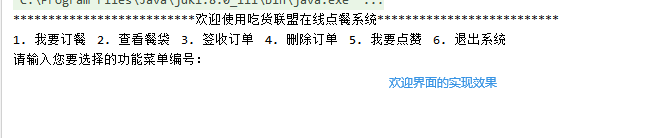 C:\Program Files\Java\jdk1.8.0_111\bin\java.exe" ...
**************************欢迎使用吃货联盟在线点餐系统**************************
1. 我要订餐 2. 查看餐袋 3. 签收订单 4. 删除订单 5. 我要点赞 6. 退出系统
请输入您要选择的功能菜单编号:
欢迎界面的实现效果